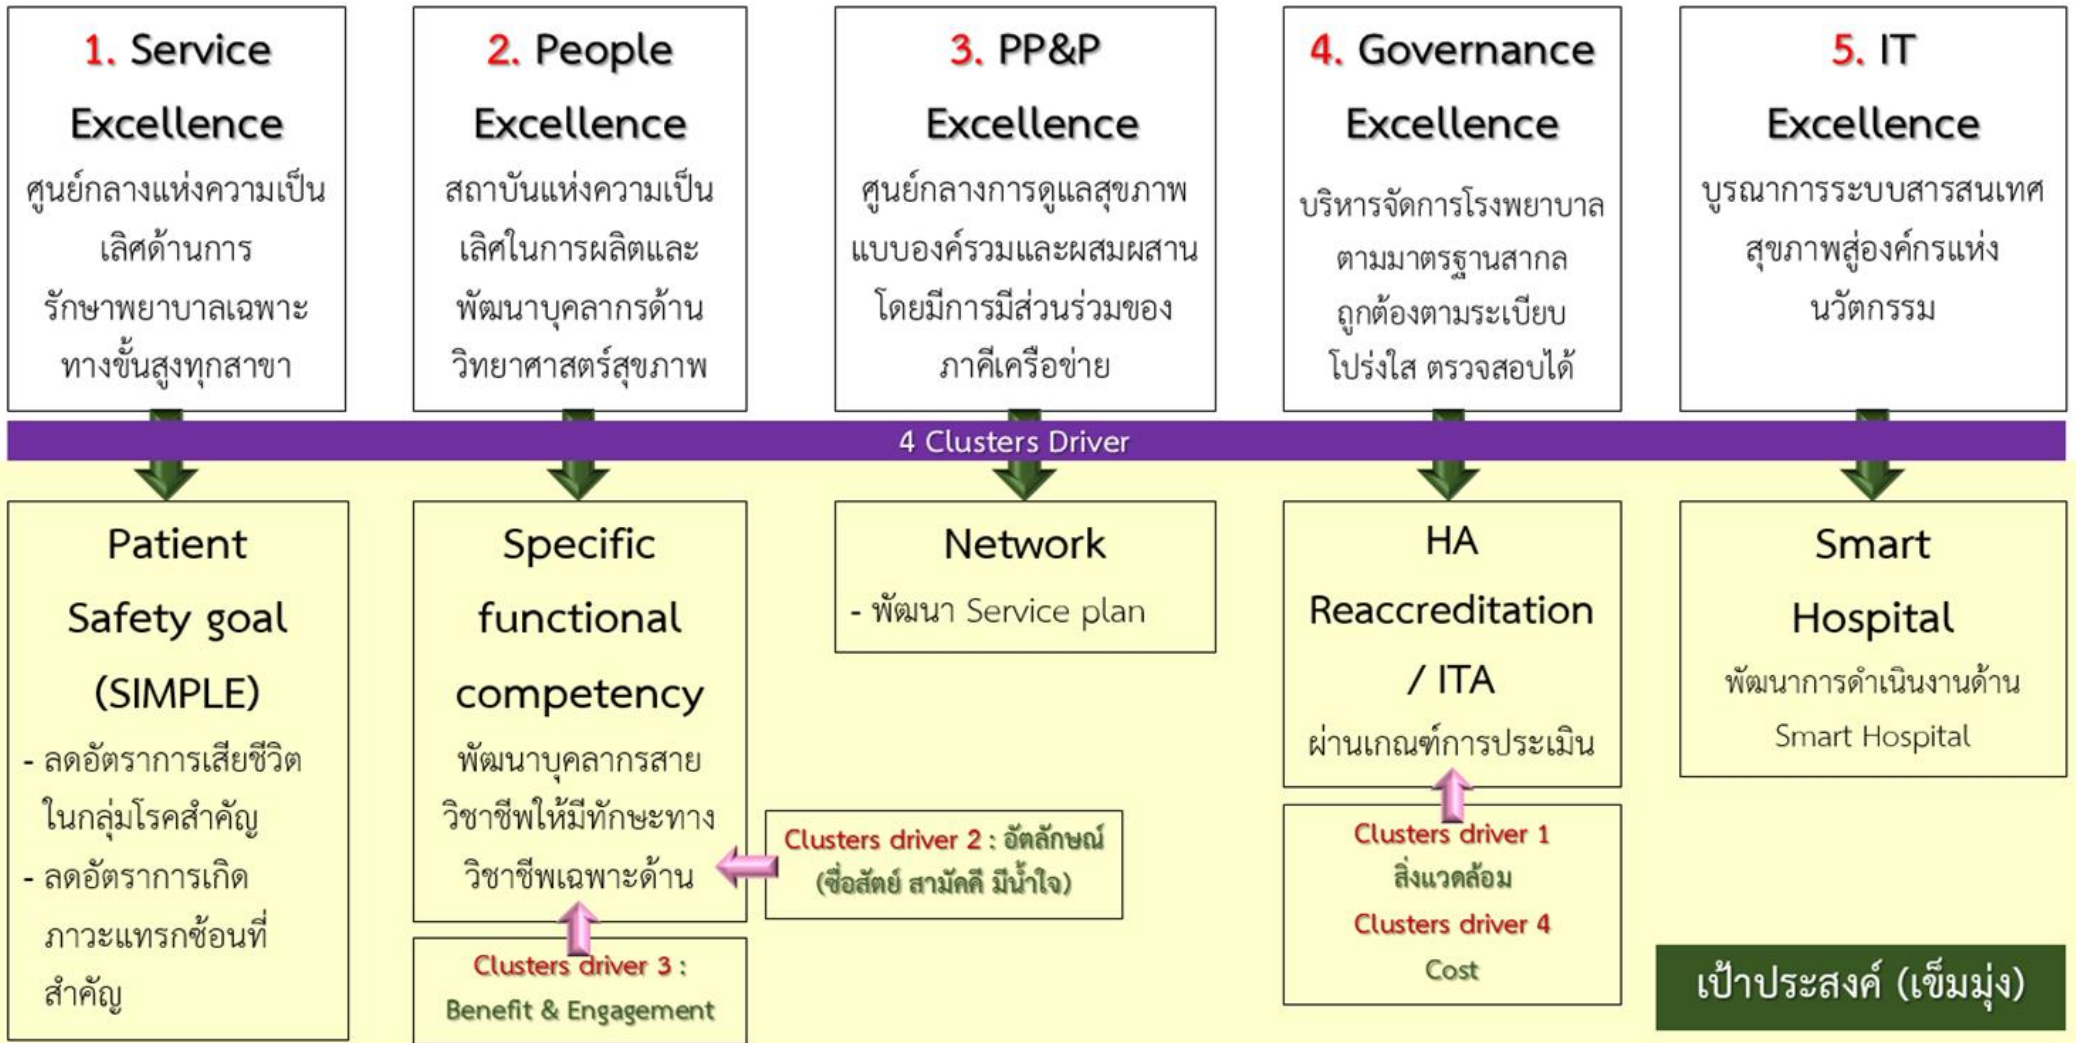 1. Service
Excellence
ศูนย์กลางแห่งความเป็น
เลิศด้านการ
รักษาพยาบาลเฉพาะ
ทางขั้นสูงทุกสาขา
2. People
Excellence
สถาบันแห่งความเป็น
เลิศในการผลิตและ
พัฒนาบุคลากรด้าน
วิทยาศาสตร์สุขภาพ
3. PP&P
Excellence
ศูนย์กลางการดูแลสุขภาพ
แบบองค์รวมและผสมผสาน
โดยมีการมีส่วนร่วมของ
ภาคีเครือข่าย
4. Governance
Excellence
บริหารจัดการโรงพยาบาล
ตามมาตรฐานสากล
ถูกต้องตามระเบียบ
โปร่งใส ตรวจสอบได้
5. IT
Excellence
บูรณาการระบบสารสนเทศ
สุขภาพสู่องค์กรแห่ง
นวัตกรรม
4 Clusters Driver
Patient
Safety goal
(SIMPLE)
- ลดอัตราการเสียชีวิต
ในกลุ่มโรคสำคัญ
- ลดอัตราการเกิด
ภาวะแทรกซ้อนที่
สำคัญ
Specific
functional
competency
พัฒนาบุคลากรสาย
วิชาชีพให้มีทักษะทาง
วิชาชีพเฉพาะด้าน
Clusters driver 3 :
Benefit & Engagement
Clusters driver 2 : อัตลักษณ์
(ซื่อสัตย์ สามัคคี มีน้ำใจ)
Network
- พัฒนา Service plan
HA
Reaccreditation
/ ITA
ผ่านเกณฑ์การประเมิน
Clusters driver 1
สิ่งแวดล้อม
Clusters driver 4
Cost
Smart
Hospital
พัฒนาการดำเนินงานด้าน
Smart Hospital
เป้าประสงค์ (เข็มมุ่ง)